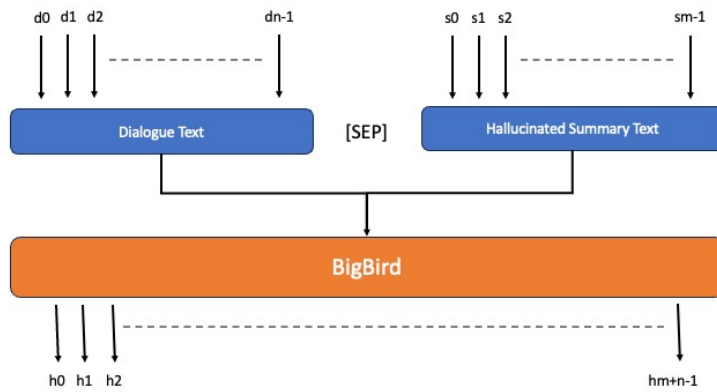 d0 d1 d2 dn-1 s0 s1 s2 sm-1
Dialogue Text [SEP] Hallucinated Summary Text
BigBird
h0 h1 h2 hm+n-1